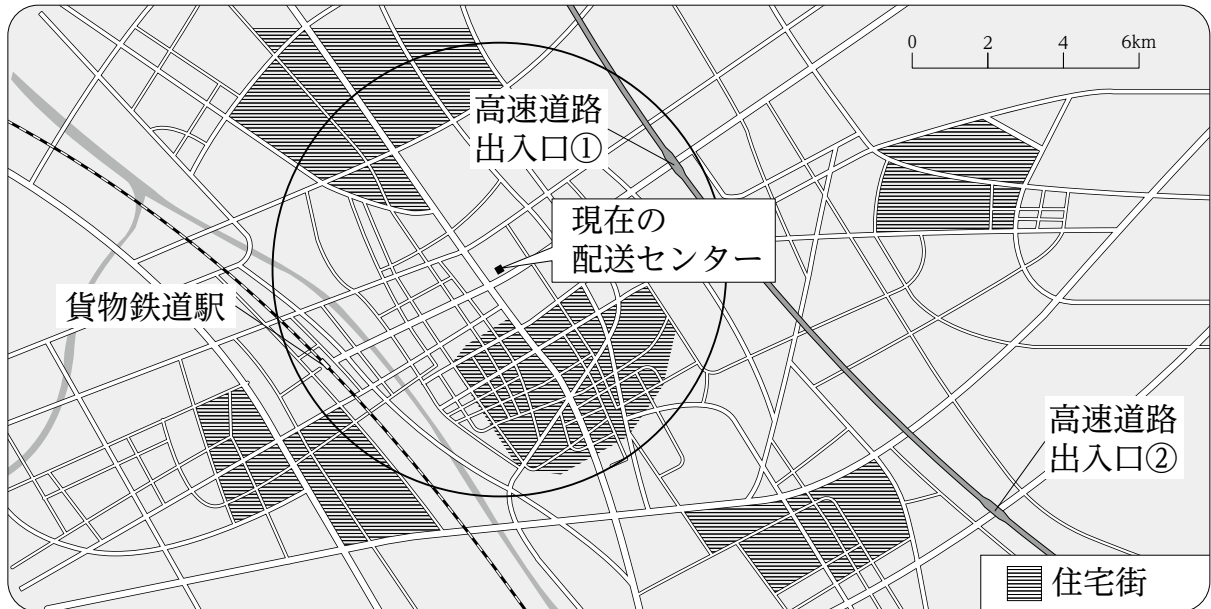 0 2 4 6km
高速道路
出入口①
現在の
配送センター
貨物鉄道駅
高速道路
出入口②
住宅街